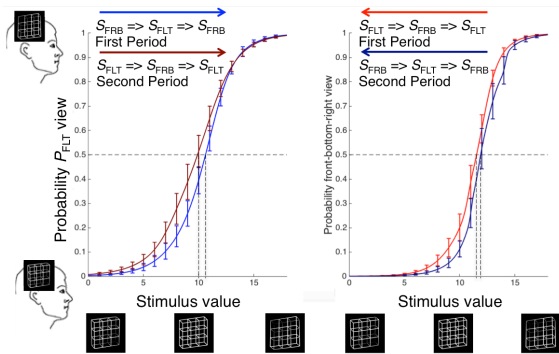 S_FRB => S_FLT => S_FRB
First Period
S_FLT => S_FRB => S_FLT
Second Period
Probability P_FLT view
1
0.9
0.8
0.7
0.6
0.5
0.4
0.3
0.2
0.1
0
0
5
10
15
Stimulus value
S_FLT => S_FRB => S_FLT
First Period
S_FRB => S_FLT => S_FRB
Second Period
Probability front-bottom-right view
1
0.9
0.8
0.7
0.6
0.5
0.4
0.3
0.2
0.1
0
0
5
10
15
Stimulus value